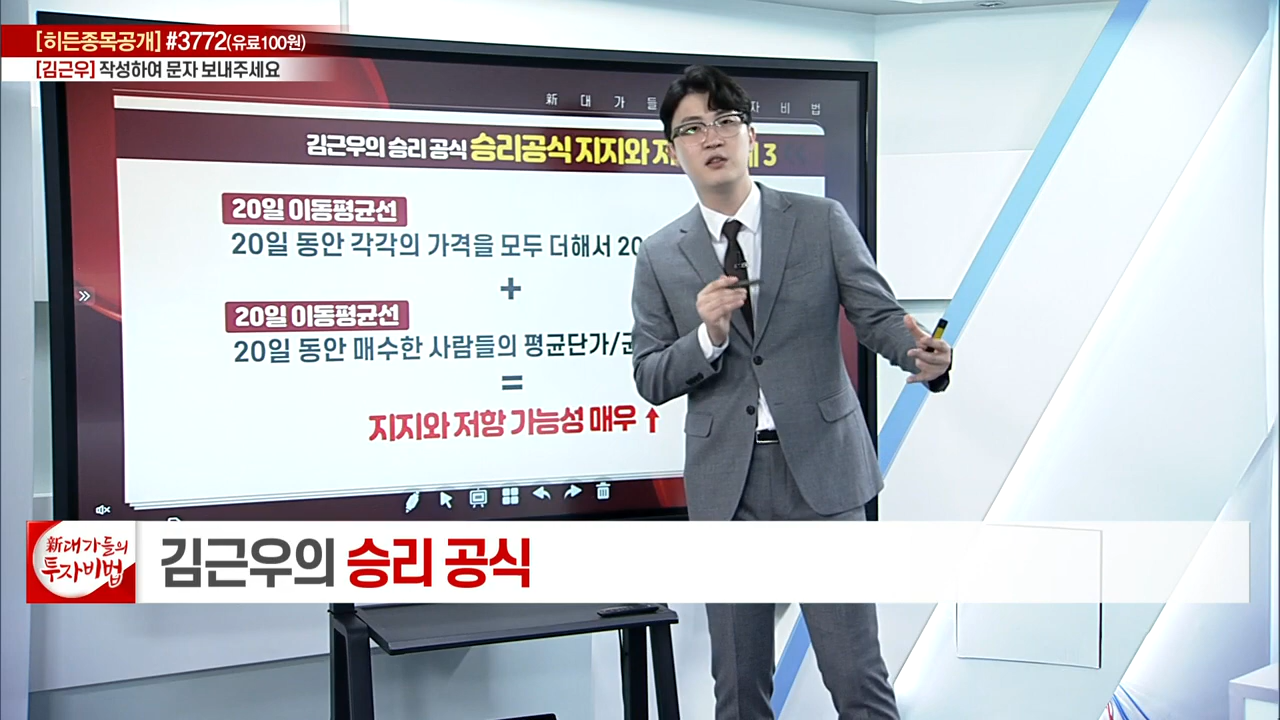 [히든종목공개] #3772(유료100원)
[김근우] 작성하여 문자 보내주세요
新 대 가 들 자 비 법
김근우의 승리 공식 승리공식 지지와 3
20일 이동평균선
20일 동안 각각의 가격을 모두 더해서 20
+
20일 이동평균선
20일 동안 매수한 사람들의 평균단가/
=
지지와 저항 가능성 매우 ↑
新대가들의
투자비법
김근우의 승리 공식